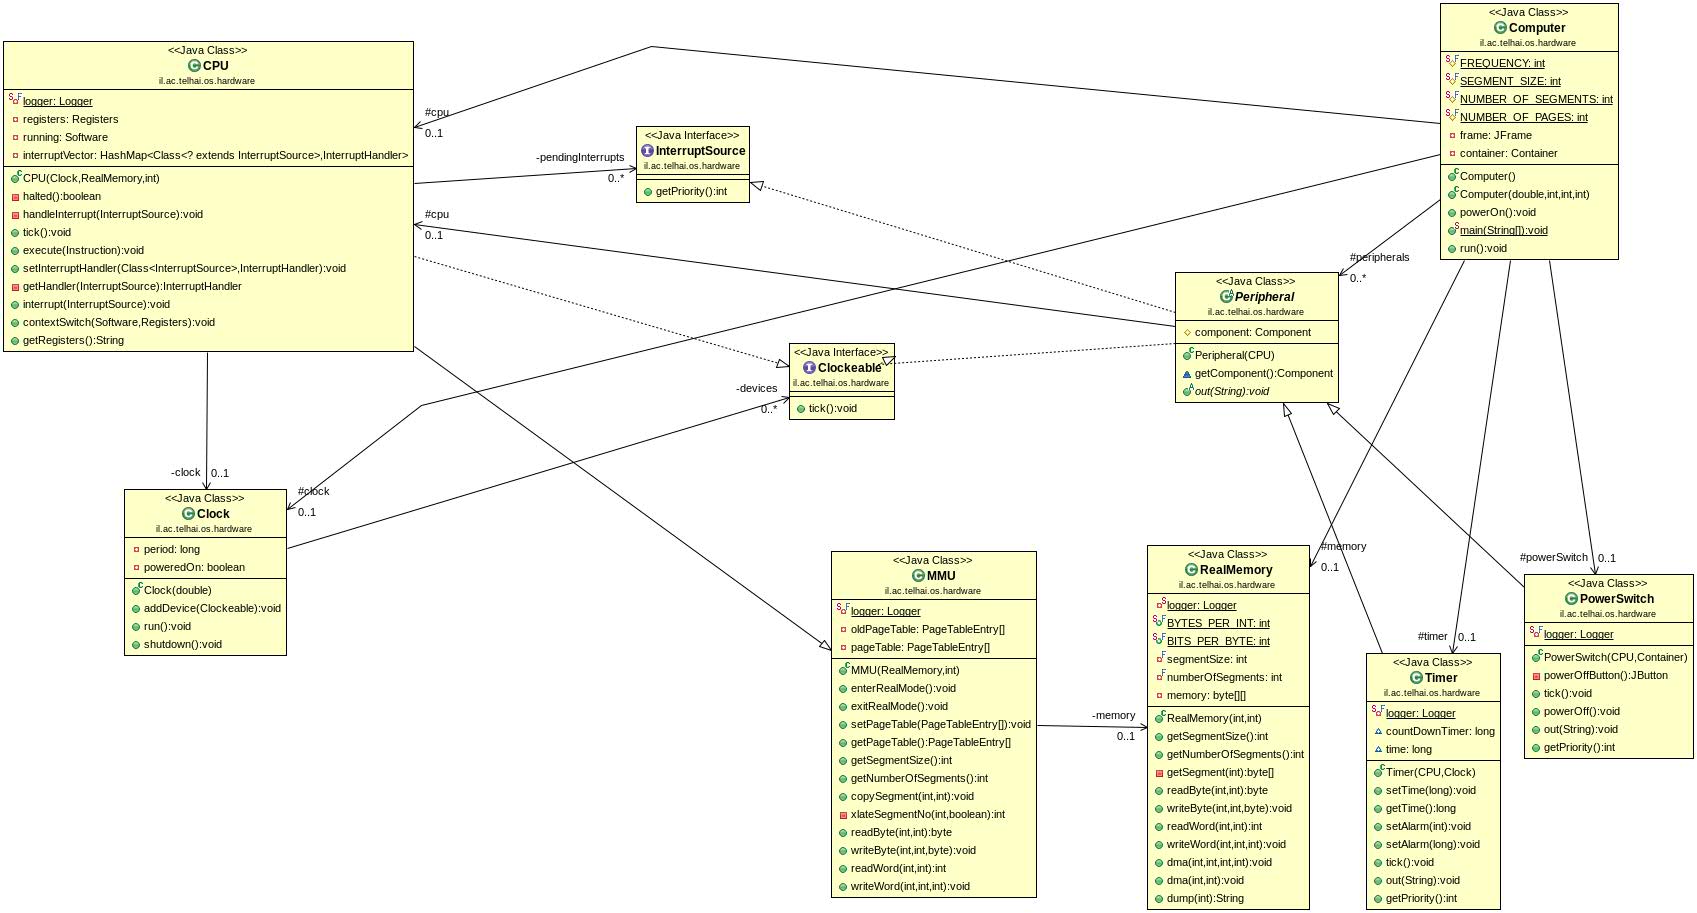 <<Java Class>>
CPU
il.ac.telhai.os.hardware
logger: Logger
registers: Registers
running: Software
interruptVector: HashMap<Class<? extends InterruptSource>,InterruptHandler>
CPU(Clock,RealMemory,int)
halted():boolean
handleInterrupt(InterruptSource):void
tick():void
execute(Instruction):void
setInterruptHandler(Class<InterruptSource>,InterruptHandler):void
getHandler(InterruptSource):InterruptHandler
interrupt(InterruptSource):void
contextSwitch(Software,Registers):void
getRegisters():String
#cpu
0..1
-pendingInterrupts
0..*
#cpu
0..1
<<Java Interface>>
InterruptSource
il.ac.telhai.os.hardware
getPriority():int
<<Java Class>>
Computer
il.ac.telhai.os.hardware
FREQUENCY: int
SEGMENT_SIZE: int
NUMBER_OF_SEGMENTS: int
NUMBER_OF_PAGES: int
frame: JFrame
container: Container
Computer()
Computer(double,int,int,int)
powerOn():void
main(String[]):void
run():void
#peripherals
0..*
<<Java Class>>
Peripheral
il.ac.telhai.os.hardware
component: Component
Peripheral(CPU)
getComponent():Component
out(String):void
<<Java Interface>>
Clockeable
il.ac.telhai.os.hardware
tick():void
-devices
0..*
-clock
0..1
#clock
0..1
<<Java Class>>
Clock
il.ac.telhai.os.hardware
period: long
poweredOn: boolean
Clock(double)
addDevice(Clockeable):void
run():void
shutdown():void
<<Java Class>>
MMU
il.ac.telhai.os.hardware
logger: Logger
oldPageTable: PageTableEntry[]
pageTable: PageTableEntry[]
MMU(RealMemory,int)
enterRealMode():void
exitRealMode():void
setPageTable(PageTableEntry[]):void
getPageTable():PageTableEntry[]
getSegmentSize():int
getNumberOfSegments():int
copySegment(int,int):void
xlateSegmentNo(int,boolean):int
readByte(int,int):byte
writeByte(int,int,byte):void
readWord(int,int):int
writeWord(int,int,int):void
-memory
0..1
#memory
0..1
<<Java Class>>
RealMemory
il.ac.telhai.os.hardware
logger: Logger
BYTES_PER_INT: int
BITS_PER_BYTE: int
segmentSize: int
numberOfSegments: int
memory: byte[][]
RealMemory(int,int)
getSegmentSize():int
getNumberOfSegments():int
getSegment(int):byte[]
readByte(int,int):byte
writeByte(int,int,byte):void
readWord(int,int):int
writeWord(int,int,int):void
dma(int,int,int,int):void
dma(int,int):void
dump(int):String
#timer
0..1
<<Java Class>>
Timer
il.ac.telhai.os.hardware
logger: Logger
countDownTimer: long
time: long
Timer(CPU,Clock)
setTime(long):void
getTime():long
setAlarm(int):void
setAlarm(long):void
tick():void
out(String):void
getPriority():int
#powerSwitch
0..1
<<Java Class>>
PowerSwitch
il.ac.telhai.os.hardware
logger: Logger
PowerSwitch(CPU,Container)
powerOffButton():JButton
tick():void
powerOff():void
out(String):void
getPriority():int